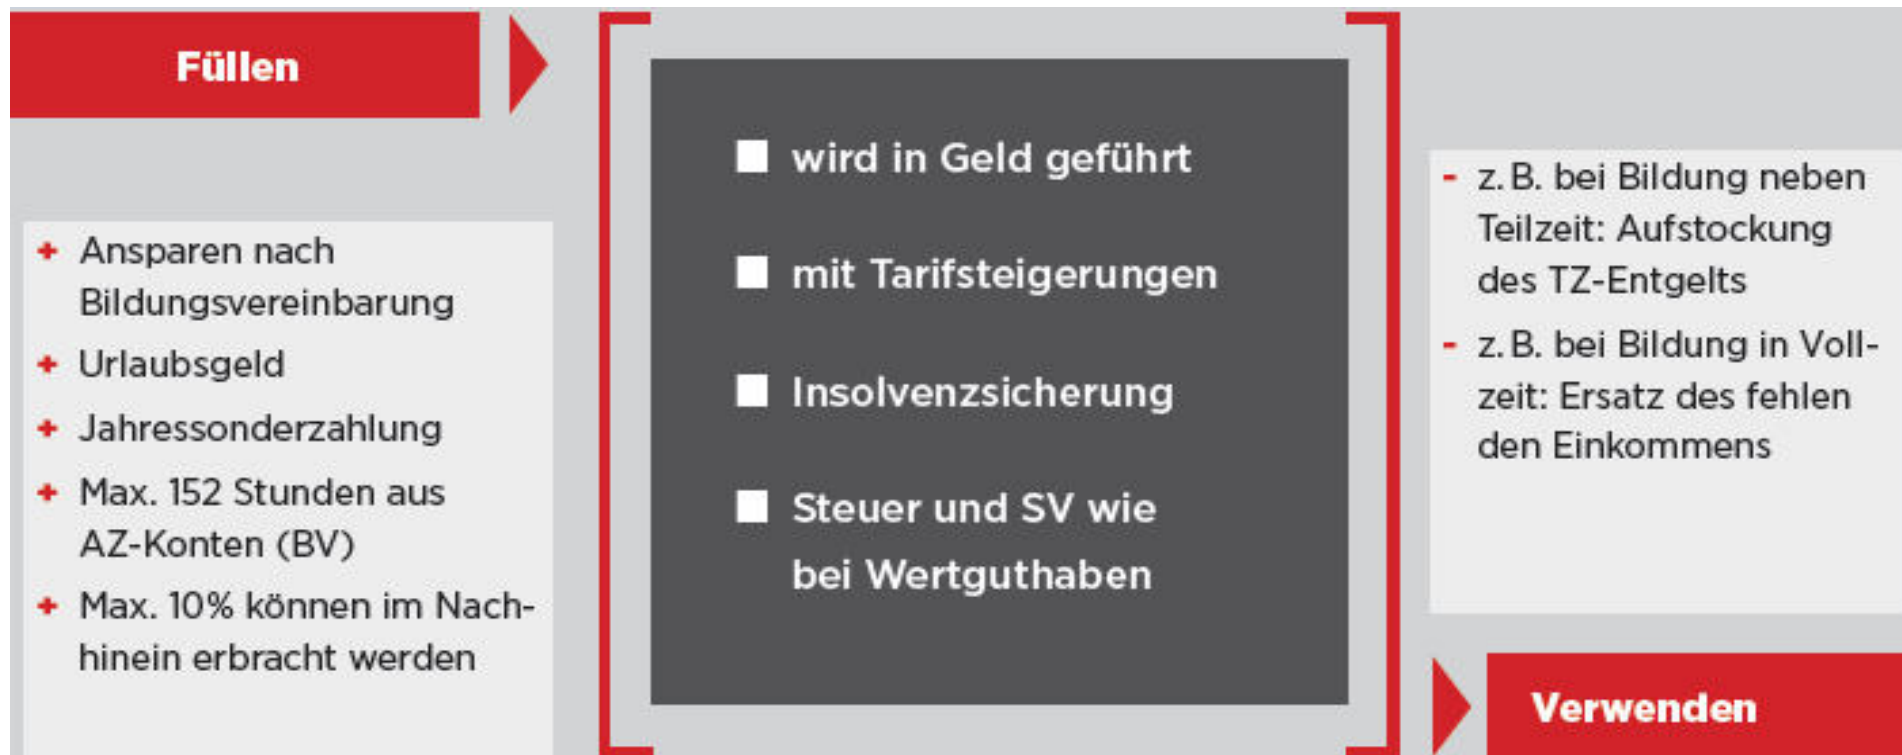 Füllen
+ Ansparen nach
Bildungsvereinbarung
+ Urlaubsgeld
+ Jahressonderzahlung
+ Max. 152 Stunden aus
AZ-Konten (BV)
+ Max. 10% können im Nach-
hinein erbracht werden
wird in Geld geführt
mit Tarifsteigerungen
Insolvenzsicherung
Steuer und SV wie
bei Wertguthaben
- z. B. bei Bildung neben
Teilzeit: Aufstockung
des TZ-Entgelts
- z. B. bei Bildung in Voll-
zeit: Ersatz des fehlen
den Einkommens
Verwenden